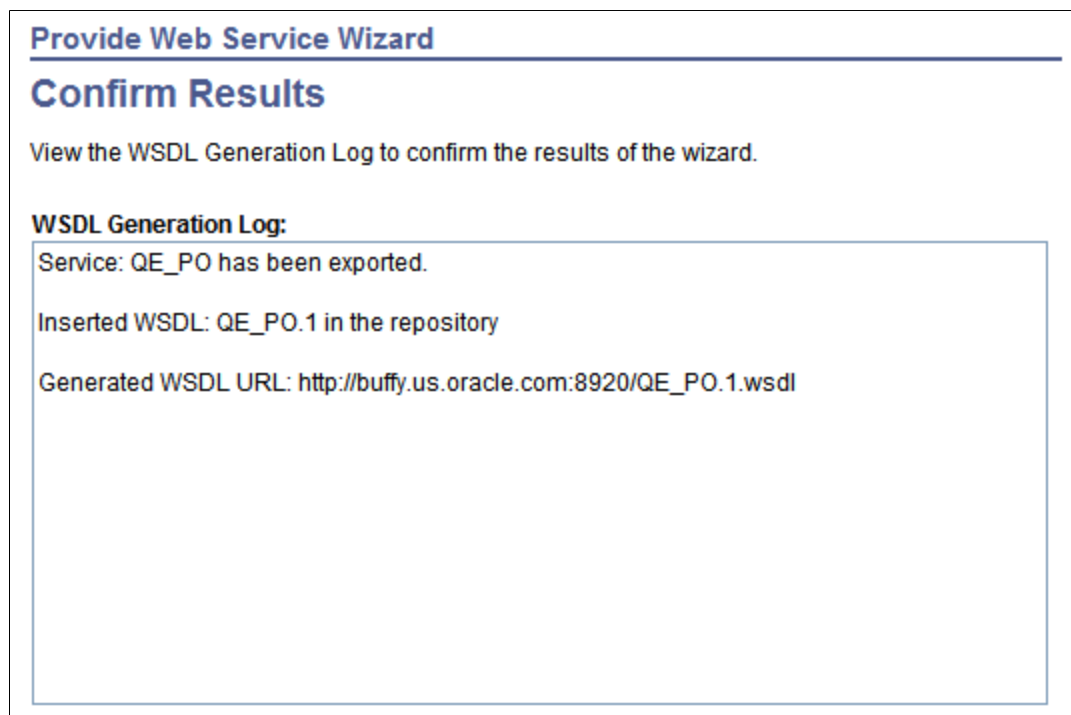 Provide Web Service Wizard
Confirm Results
View the WSDL Generation Log to confirm the results of the wizard.
WSDL Generation Log:
Service: QE_PO has been exported.
Inserted WSDL: QE_PO.1 in the repository
Generated WSDL URL: http://buffy.us.oracle.com:8920/QE_PO.1.wsdl